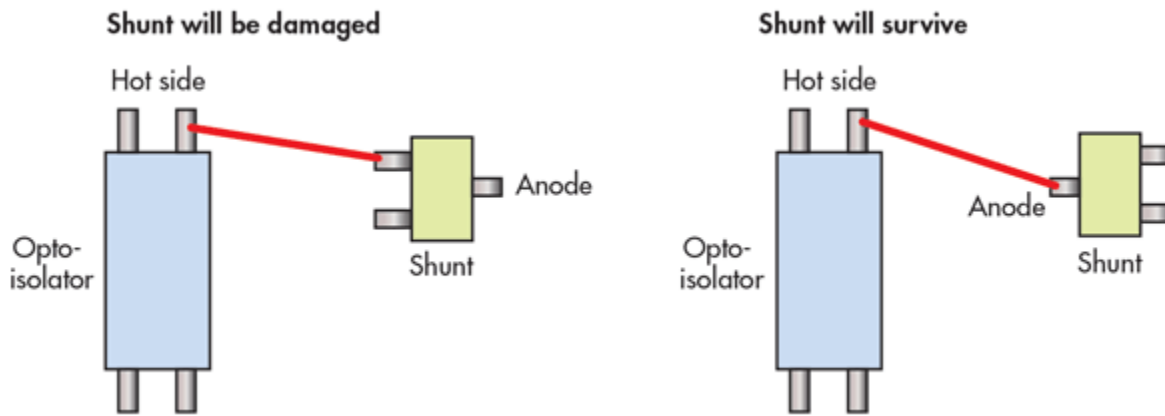 Shunt will be damaged
Hot side
Anode
Opto-
isolator
Shunt
Shunt will survive
Hot side
Anode
Opto-
isolator
Shunt